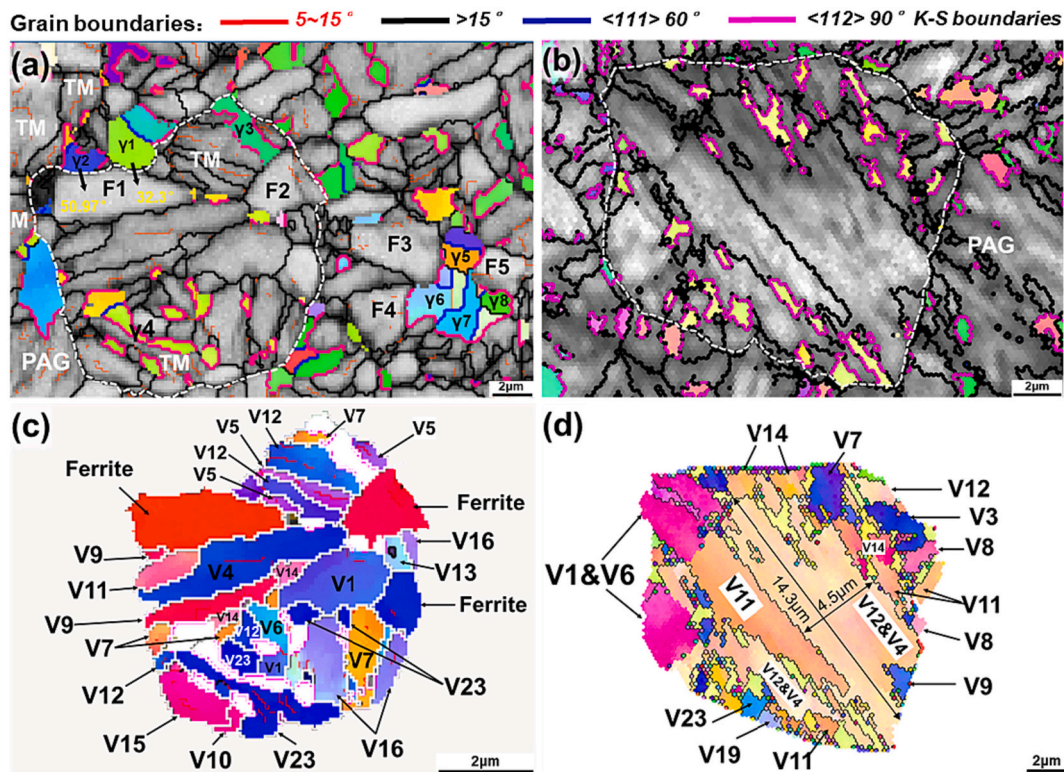 Grain boundaries: 5~15 ° >15 ° <111> 60 ° <112> 90 ° K-S boundaries
(a)
TM
TM
γ2
γ1
γ3
TM
F1
50.97°
32.3°
F2
M
F3
γ5
F5
γ6
γ8
F4
γ7
γ4
PAG
TM
2μm
(b)
PAG
2μm
(c)
V12
V7
V5
V5
V12
V5
Ferrite
Ferrite
V9
V16
V4
V14
V1
V13
V11
Ferrite
V9
V14
V6
V7
V12
V7
V23
V1
V23
V12
V15
V16
V10
V23
2μm
(d)
V14
V7
V12
V3
V14
V8
V1&V6
V11
14.3μm
4.5μm
V11
V12&V4
V8
V12&V4
V9
V23
V19
V11
2μm